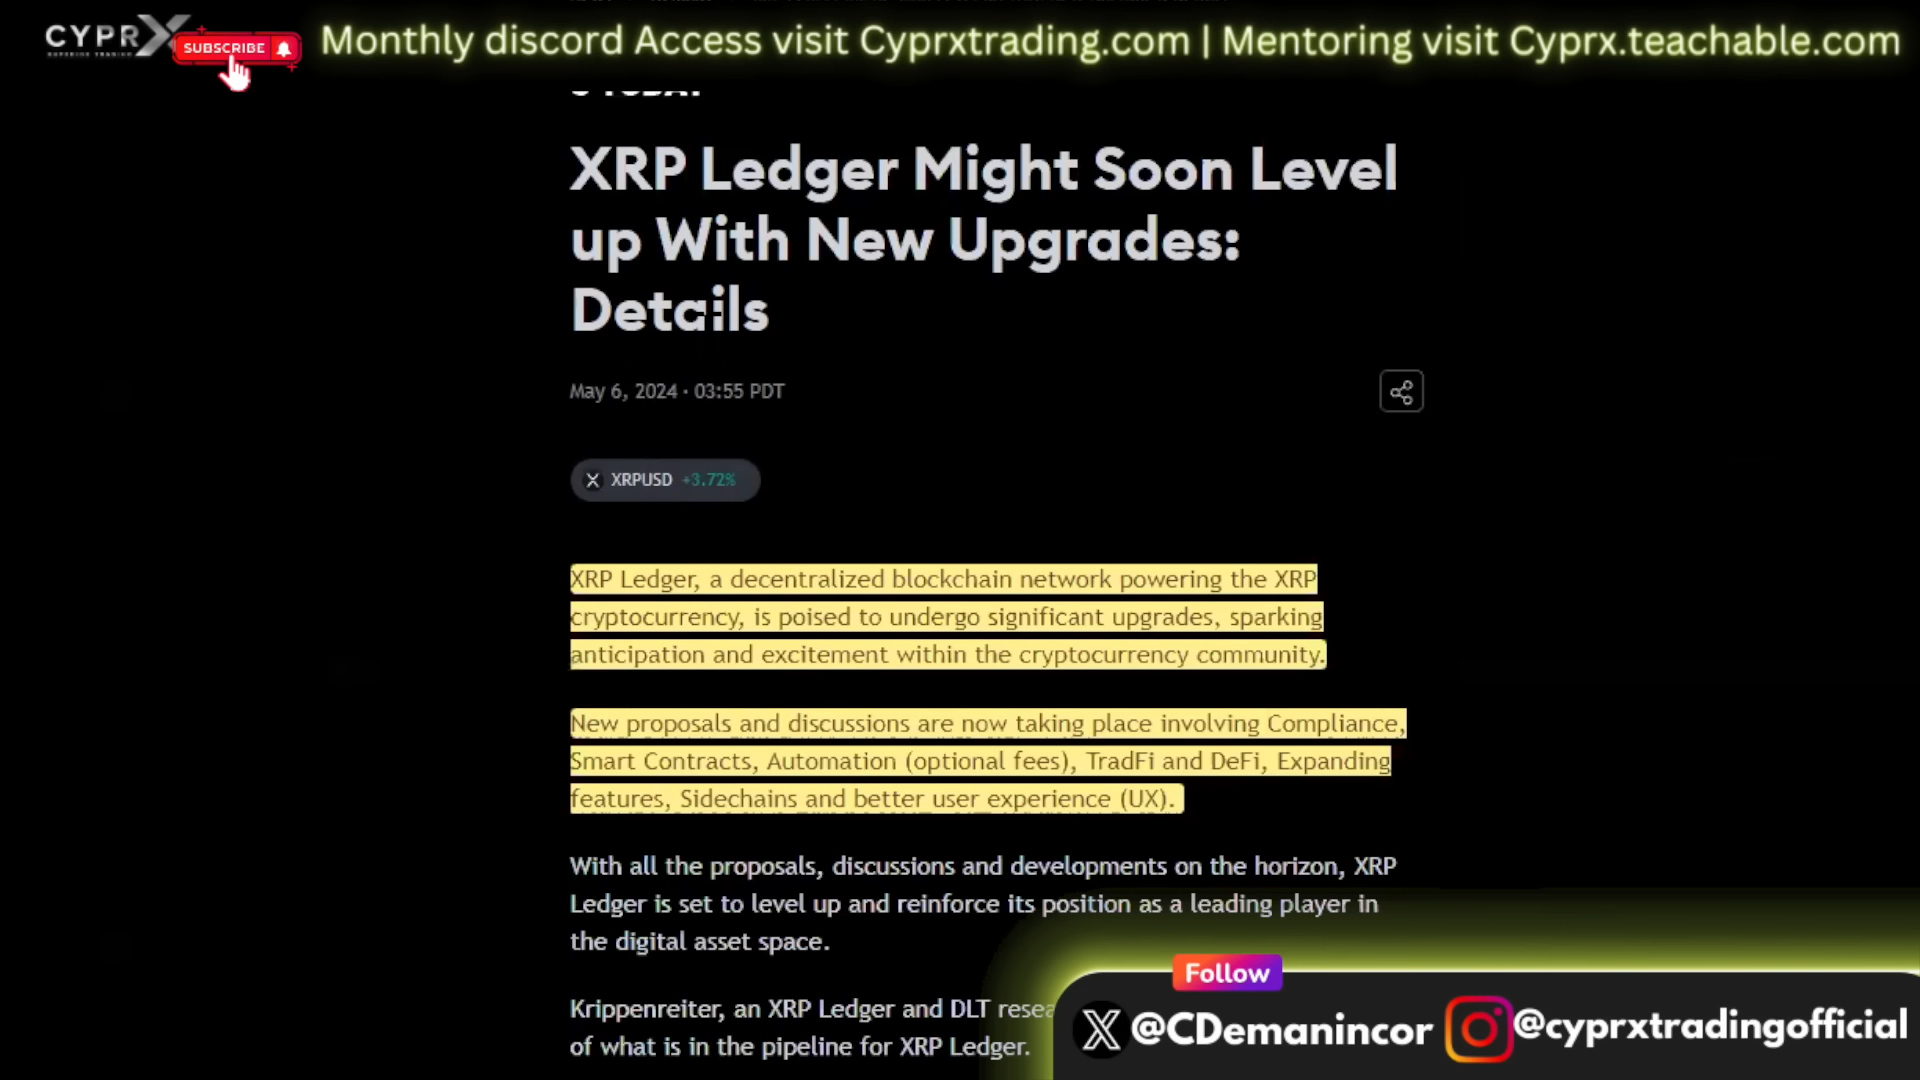 CYPRX
SUBSCRIBE
Monthly discord Access visit Cyprxtrading.com | Mentoring visit Cyprx.teachable.com
XRP Ledger Might Soon Level
up With New Upgrades:
Details
May 6, 2024 · 03:55 PDT
XRPUSD +3.72%
XRP Ledger, a decentralized blockchain network powering the XRP
cryptocurrency, is poised to undergo significant upgrades, sparking
anticipation and excitement within the cryptocurrency community.
New proposals and discussions are now taking place involving Compliance,
Smart Contracts, Automation (optional fees), TradFi and DeFi, Expanding
features, Sidechains and better user experience (UX).
With all the proposals, discussions and developments on the horizon, XRP
Ledger is set to level up and reinforce its position as a leading player in
the digital asset space.
Krippenreiter, an XRP Ledger and DLT
of what is in the pipeline for XRP Ledger.
Follow
@CDemanincor
@cyprxtradingofficial